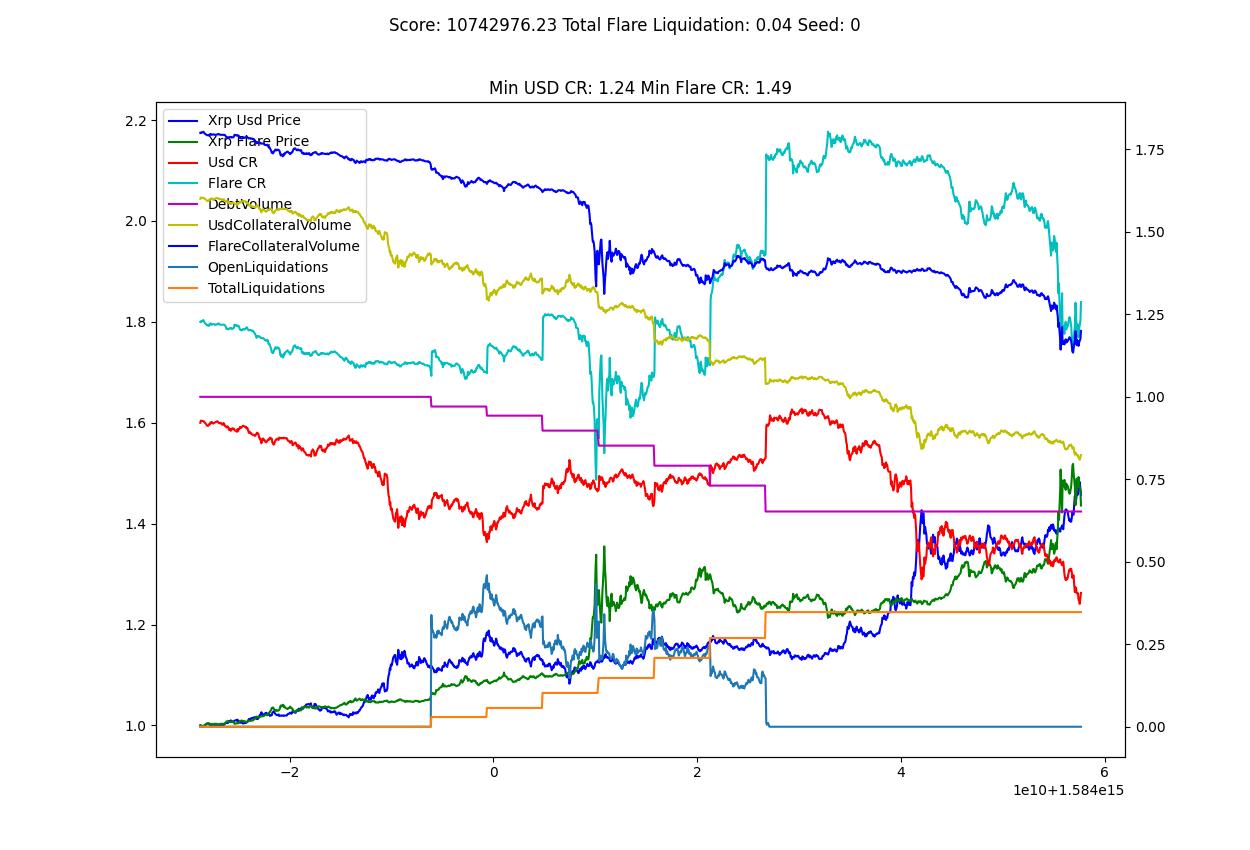 Score: 10742976.23 Total Flare Liquidation: 0.04 Seed: 0
Min USD CR: 1.24 Min Flare CR: 1.49
Xrp Usd Price
Xrp Flare Price
Usd CR
Flare CR
DebtVolume
UsdCollateralVolume
FlareCollateralVolume
OpenLiquidations
TotalLiquidations
2.2
2.0
1.8
1.6
1.4
1.2
1.0
1.75
1.50
1.25
1.00
0.75
0.50
0.25
0.00
−2
0
2
4
6
1e10+1.584e15